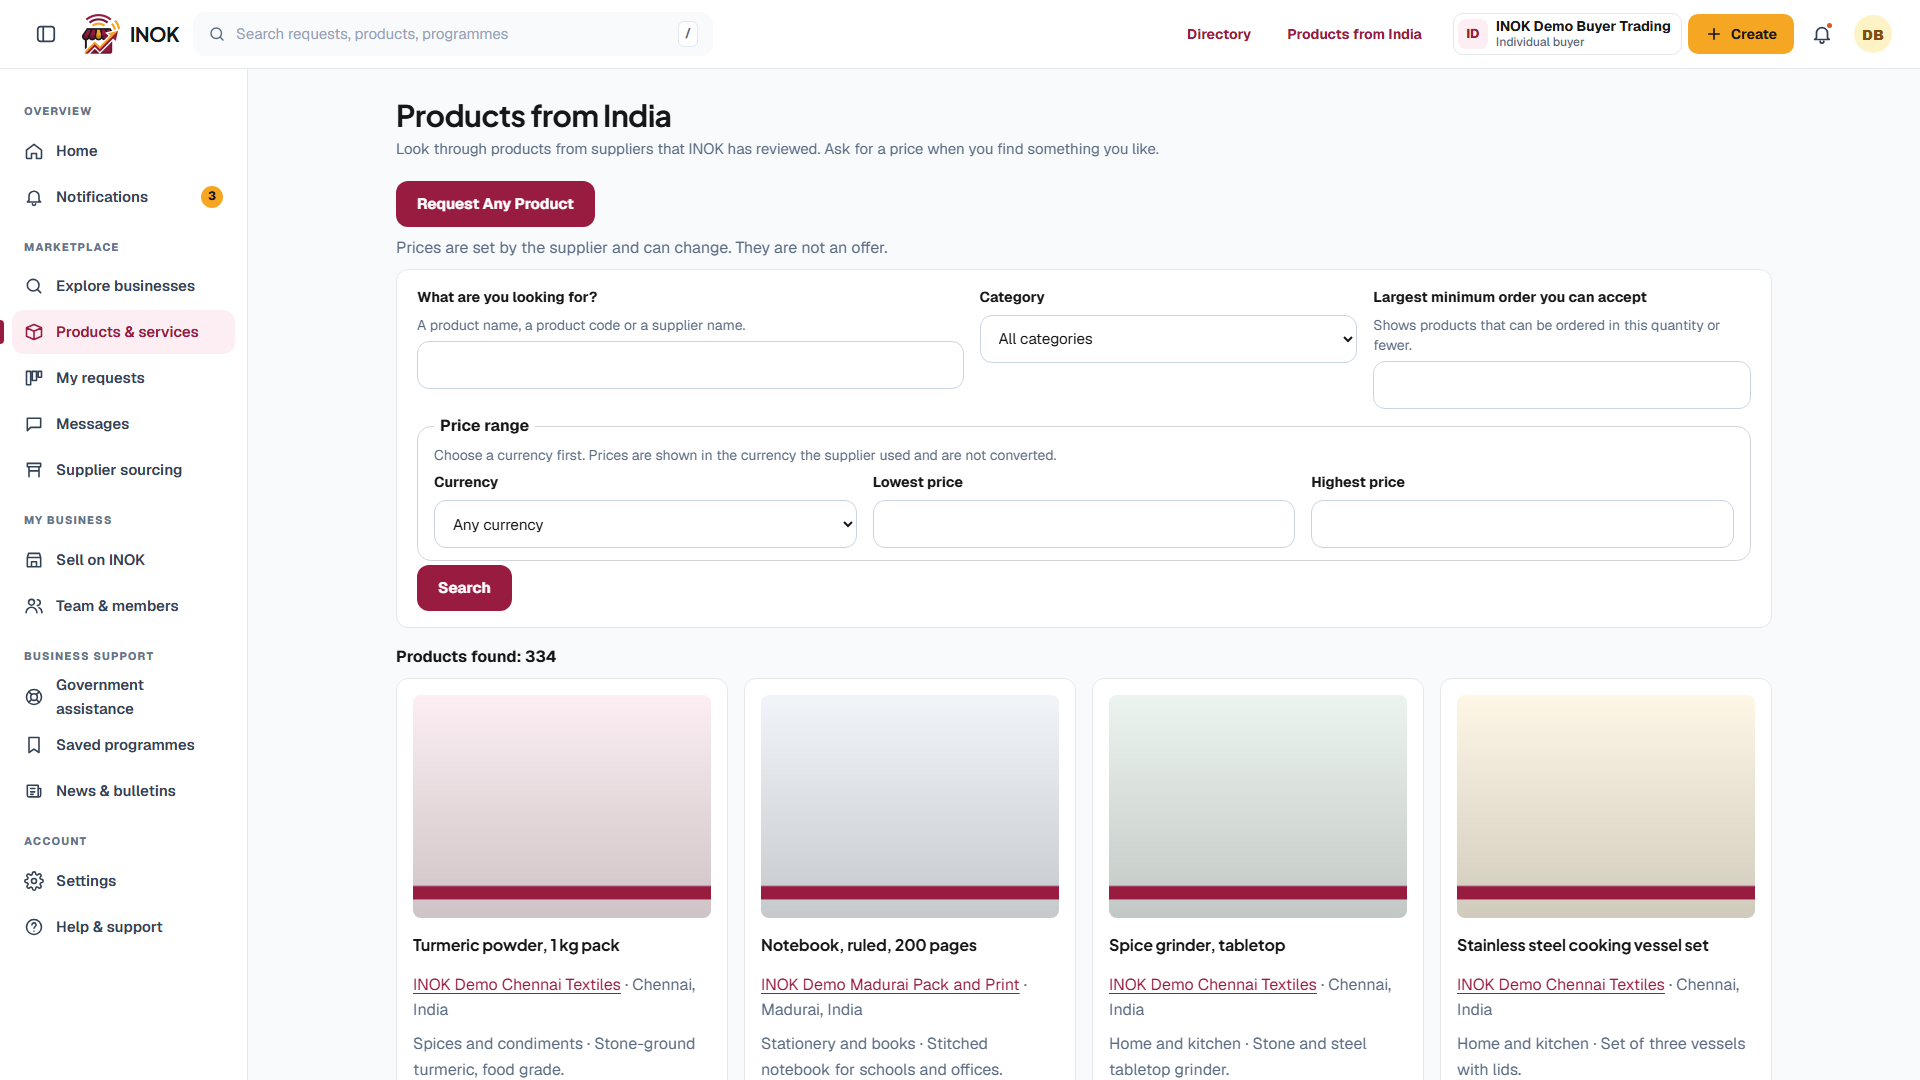 INOK
Search requests, products, programmes
/
Directory
Products from India
ID
INOK Demo Buyer Trading
Individual buyer
Create
DB
OVERVIEW
Home
Notifications
3
MARKETPLACE
Explore businesses
Products & services
My requests
Messages
Supplier sourcing
MY BUSINESS
Sell on INOK
Team & members
BUSINESS SUPPORT
Government
assistance
Saved programmes
News & bulletins
ACCOUNT
Settings
Help & support
Products from India
Look through products from suppliers that INOK has reviewed. Ask for a price when you find something you like.
Request Any Product
Prices are set by the supplier and can change. They are not an offer.
What are you looking for?
A product name, a product code or a supplier name.
Category
All categories
Largest minimum order you can accept
Shows products that can be ordered in this quantity or
fewer.
Price range
Choose a currency first. Prices are shown in the currency the supplier used and are not converted.
Currency
Any currency
Lowest price
Highest price
Search
Products found: 334
Turmeric powder, 1 kg pack
INOK Demo Chennai Textiles · Chennai,
India
Spices and condiments · Stone-ground
turmeric, food grade.
Notebook, ruled, 200 pages
INOK Demo Madurai Pack and Print ·
Madurai, India
Stationery and books · Stitched
notebook for schools and offices.
Spice grinder, tabletop
INOK Demo Chennai Textiles · Chennai,
India
Home and kitchen · Stone and steel
tabletop grinder.
Stainless steel cooking vessel set
INOK Demo Chennai Textiles · Chennai,
India
Home and kitchen · Set of three vessels
with lids.